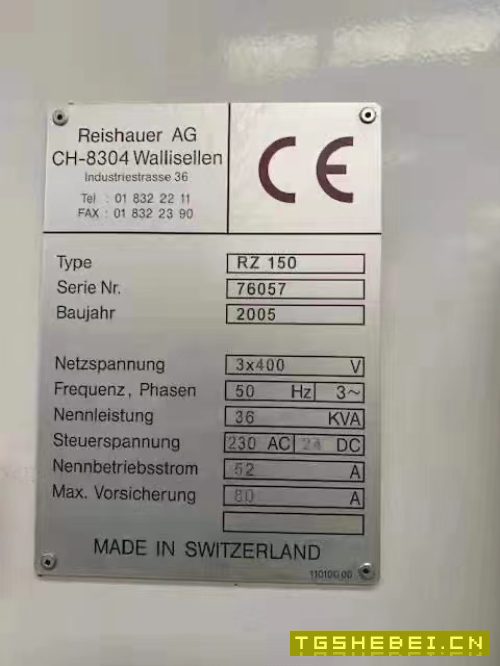 Reishauer AG
CH-8304 Wallisellen
Industriestrasse 36
Tel : 01 832 22 11
FAX : 01 832 23 90
CE
Type RZ 150
Serie Nr. 76057
Baujahr 2005
Netzspannung 3x400 V
Frequenz, Phasen 50 Hz 3~
Nennleistung 36 KVA
Steuerspannung 230 AC 24 DC
Nennbetriebsstrom 52 A
Max. Vorsicherung 80 A
MADE IN SWITZERLAND
TGSHEBEI.CN